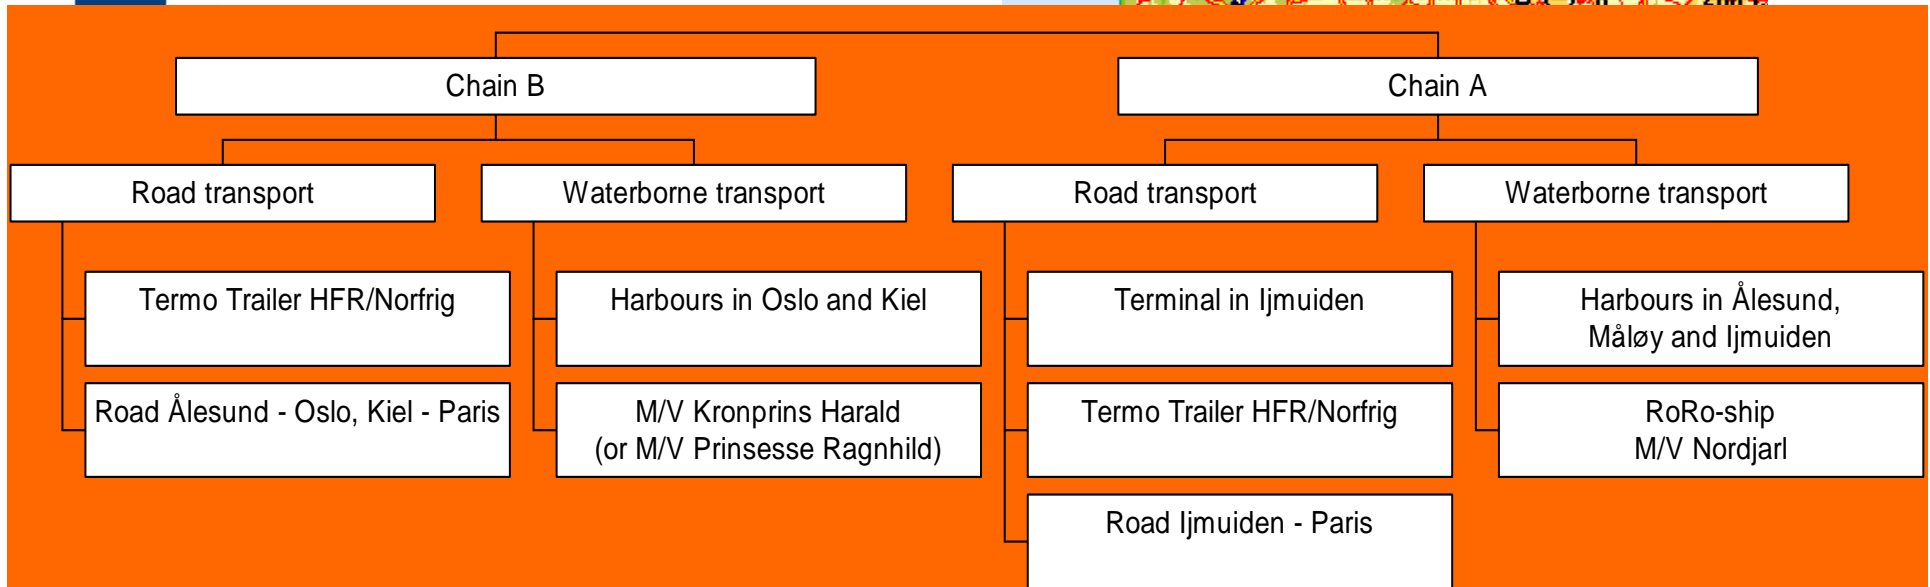 Chain B
Chain A
Road transport
Waterborne transport
Road transport
Waterborne transport
Termo Trailer HFR/Norfrig
Harbours in Oslo and Kiel
Terminal in Ijmuiden
Harbours in Ålesund,
Måløy and Ijmuiden
Road Ålesund - Oslo, Kiel - Paris
M/V Kronprins Harald
(or M/V Prinsesse Ragnhild)
Termo Trailer HFR/Norfrig
RoRo-ship
M/V Nordjarl
Road Ijmuiden - Paris